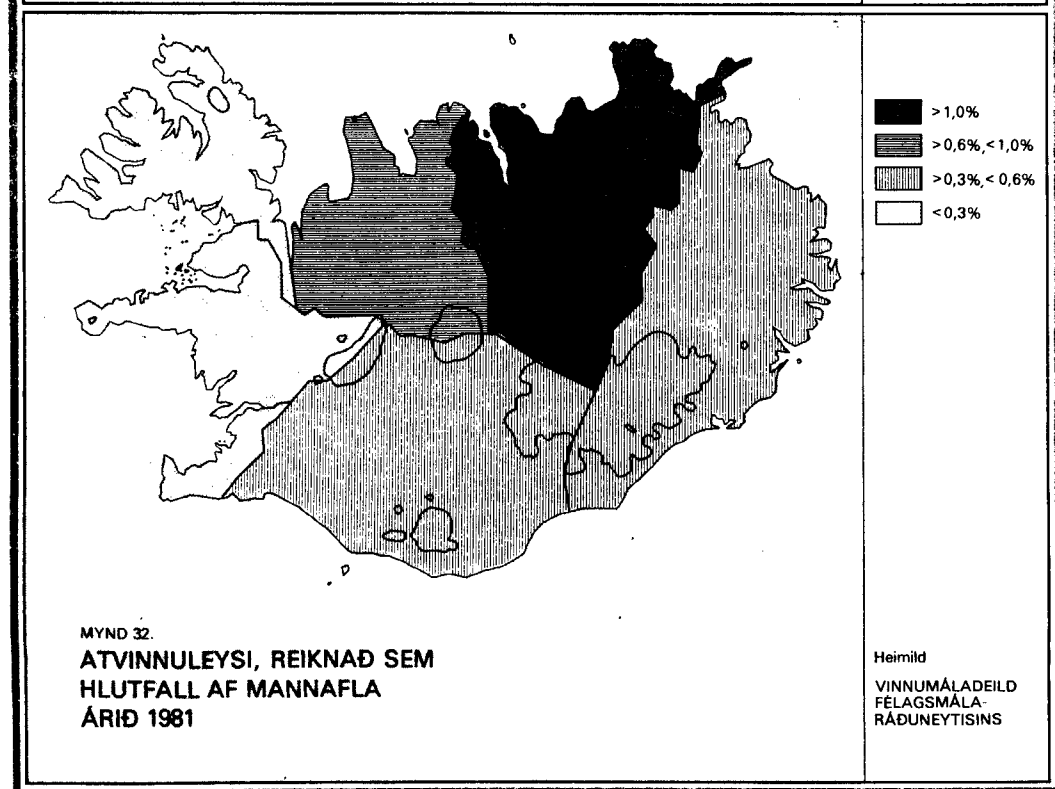 >1,0%
>0,6%,<1,0%
>0,3%,<0,6%
<0,3%
MYND 32.
ATVINNULEYSI, REIKNAÐ SEM
HLUTFALL AF MANNAFLA
ÁRIÐ 1981
Heimild
VINNUMÁLADEILD
FÉLAGSMÁLA-
RÁÐUNEYTISINS